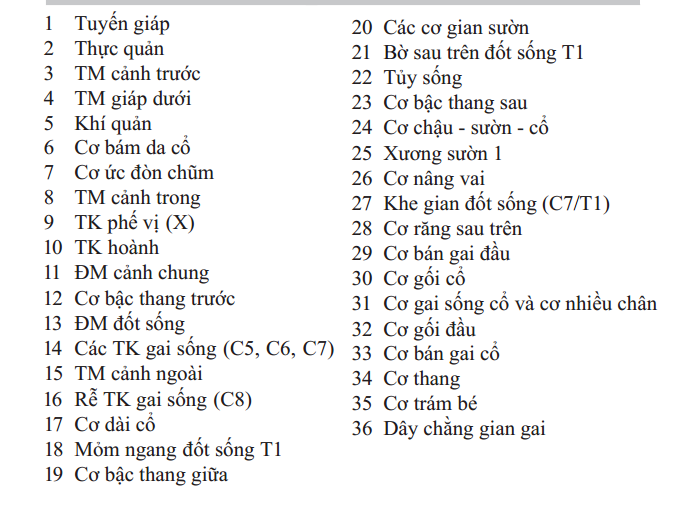 1 Tuyến giáp
2 Thực quản
3 TM cảnh trước
4 TM giáp dưới
5 Khí quản
6 Cơ bám da cổ
7 Cơ ức đòn chũm
8 TM cảnh trong
9 TK phế vị (X)
10 TK hoành
11 ĐM cảnh chung
12 Cơ bậc thang trước
13 ĐM đốt sống
14 Các TK gai sống (C5, C6, C7)
15 TM cảnh ngoài
16 Rễ TK gai sống (C8)
17 Cơ dài cổ
18 Mỏm ngang đốt sống T1
19 Cơ bậc thang giữa
20 Các cơ gian sườn
21 Bờ sau trên đốt sống T1
22 Tủy sống
23 Cơ bậc thang sau
24 Cơ chậu - sườn - cổ
25 Xương sườn 1
26 Cơ nâng vai
27 Khe gian đốt sống (C7/T1)
28 Cơ răng sau trên
29 Cơ bán gai đầu
30 Cơ gối cổ
31 Cơ gai sống cổ và cơ nhiều chân
32 Cơ gối đầu
33 Cơ bán gai cổ
34 Cơ thang
35 Cơ trám bé
36 Dây chằng gian gai